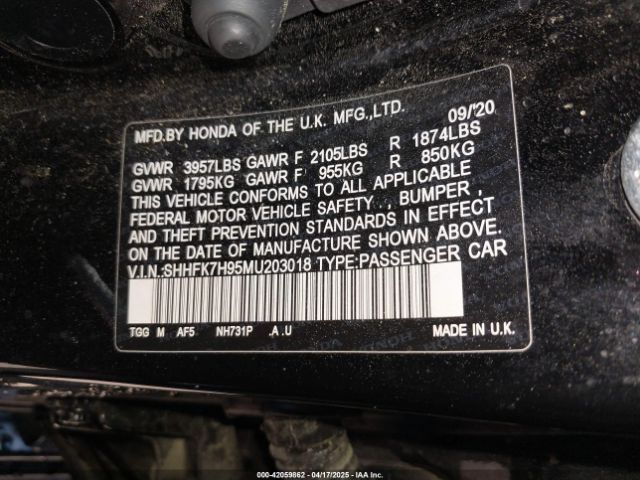 MFD.BY HONDA OF THE U.K. MFG.,LTD. 09/'20
GVWR 3957LBS GAWR F 2105LBS R 1874LBS
GVWR 1795KG GAWR F 955KG R 850KG
THIS VEHICLE CONFORMS TO ALL APPLICABLE
FEDERAL MOTOR VEHICLE SAFETY , BUMPER ,
AND THEFT PREVENTION STANDARDS IN EFFECT
ON THE DATE OF MANUFACTURE SHOWN ABOVE.
V.I.N.:SHHFK7H95MU203018 TYPE:PASSENGER CAR
TGG M AF5 NH731P .A .U MADE IN U.K.
000-42059862 - 04/17/2025 - IAA Inc.